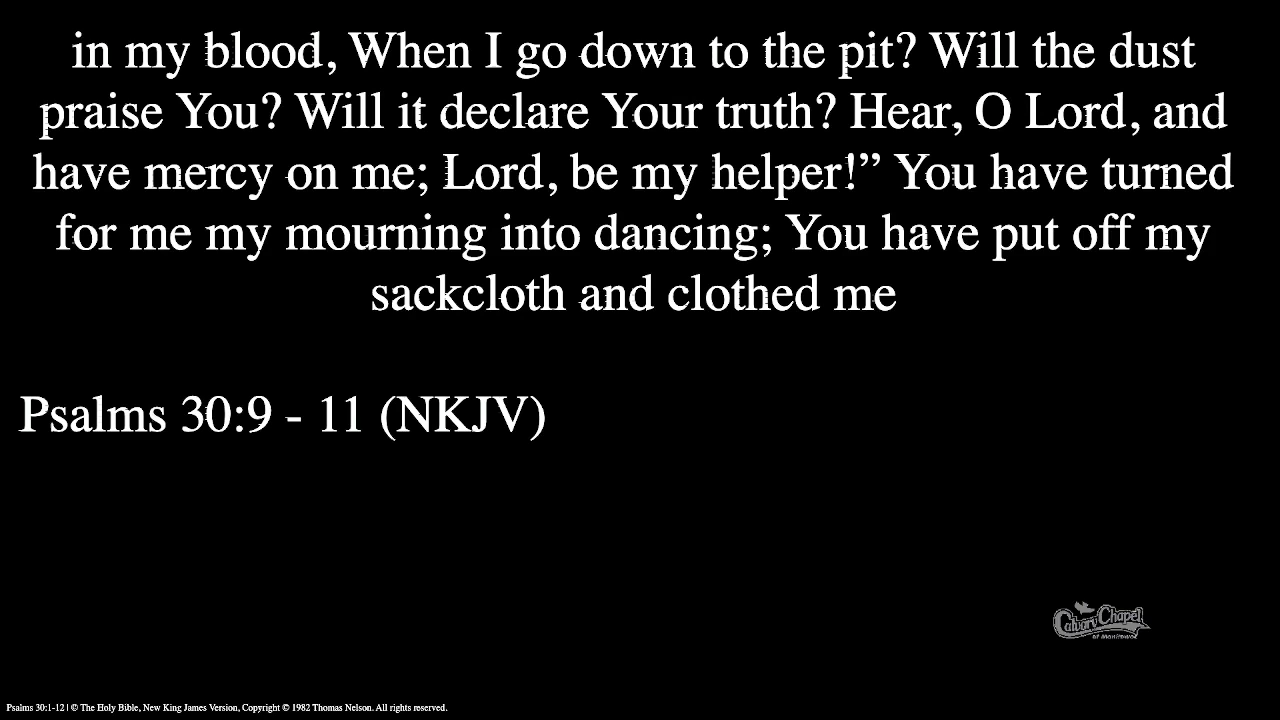 in my blood, When I go down to the pit? Will the dust
praise You? Will it declare Your truth? Hear, O Lord, and
have mercy on me; Lord, be my helper!” You have turned
for me my mourning into dancing; You have put off my
sackcloth and clothed me
Psalms 30:9 - 11 (NKJV)
Calvary Chapel
of Manitowoc
Psalms 30:1-12 | © The Holy Bible, New King James Version, Copyright © 1982 Thomas Nelson. All rights reserved.